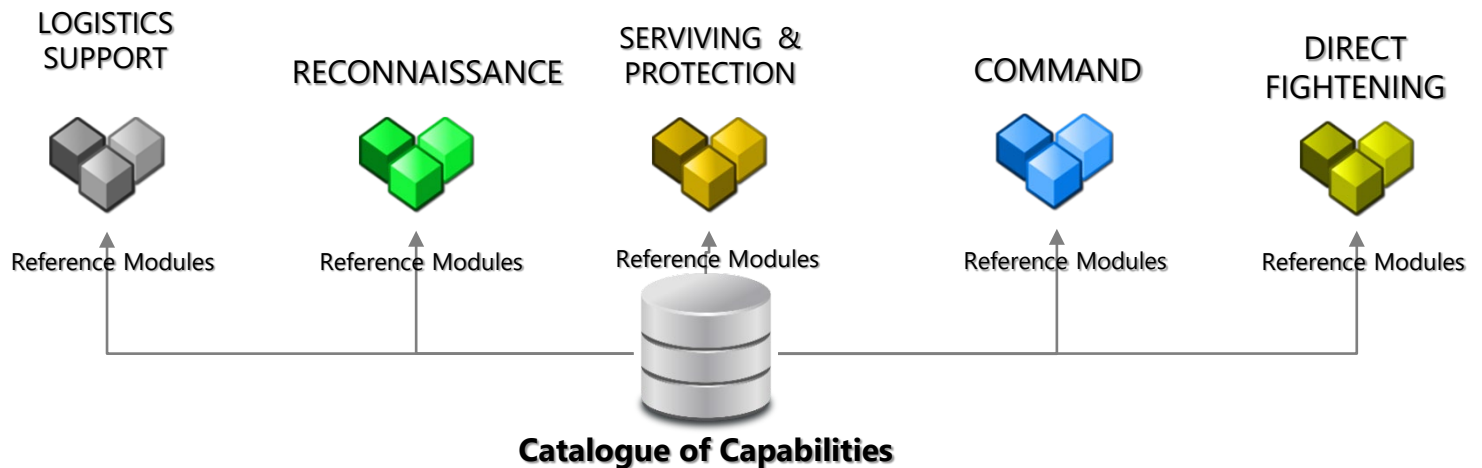 LOGISTICS
SUPPORT
RECONNAISSANCE
SERVIVING &
PROTECTION
COMMAND
DIRECT
FIGHTENING
Reference Modules
Reference Modules
Reference Modules
Reference Modules
Reference Modules
Catalogue of Capabilities